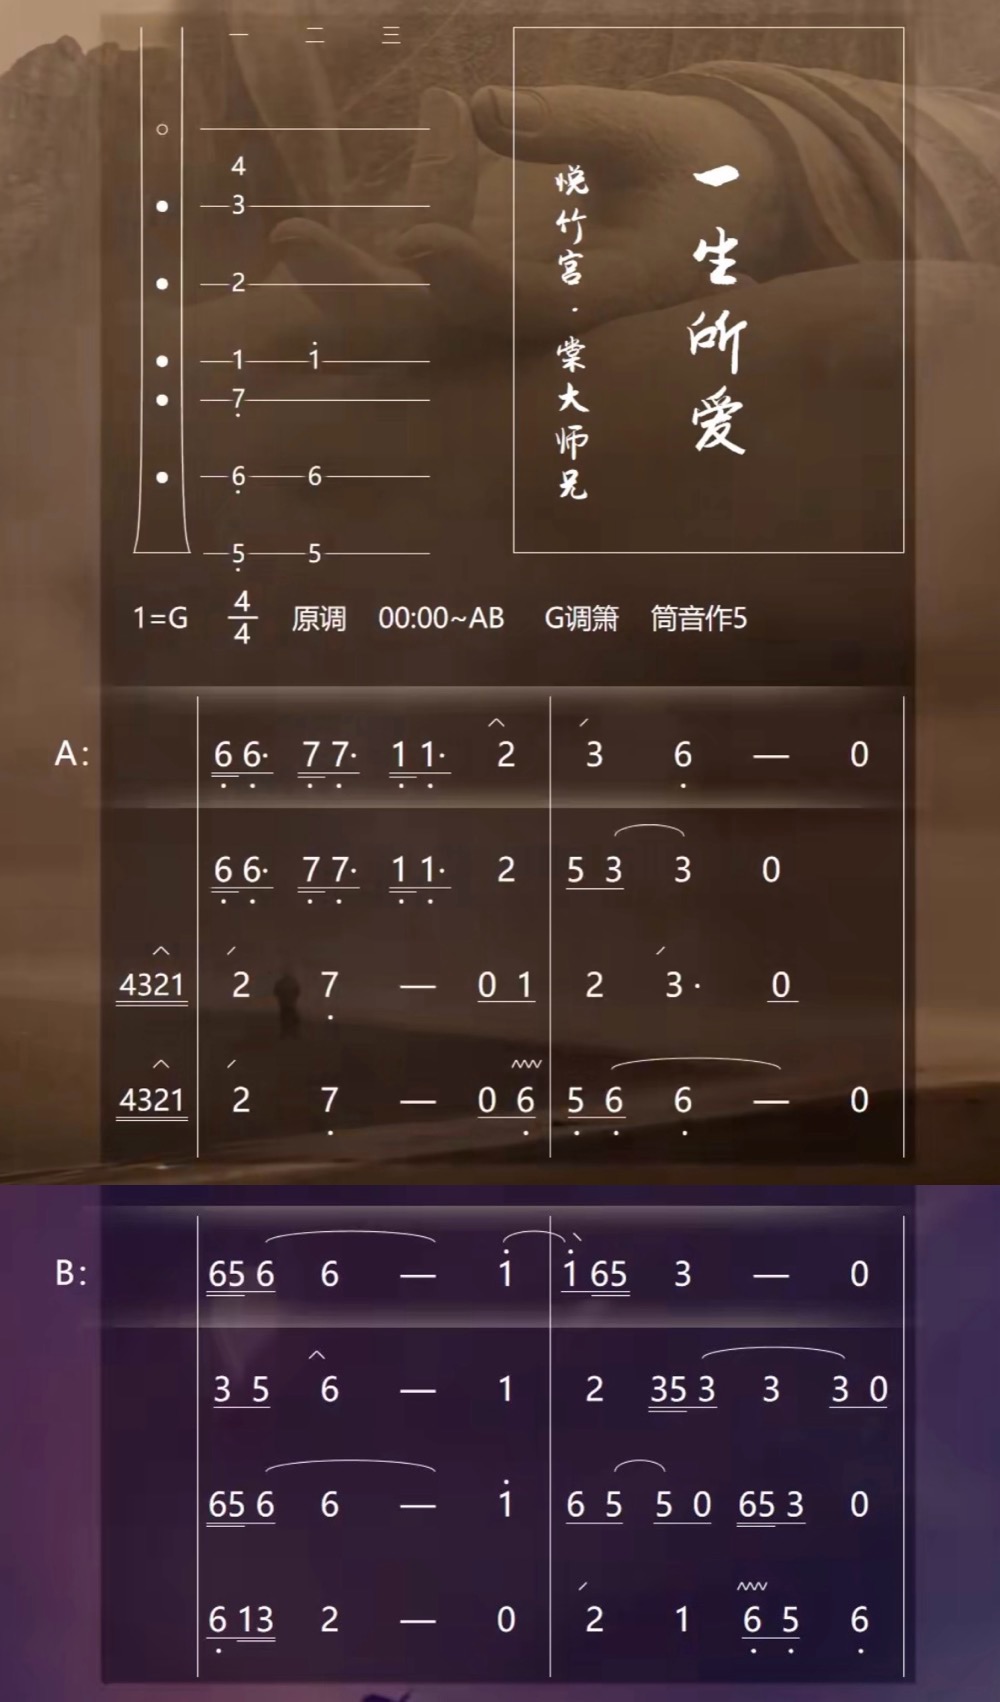 一 二 三
4
3
2
1 i
7
6 6
5 5
一生所爱
悦竹宫·棠大师兄
1=G 4/4 原调 00:00~AB G调箫 筒音作5
A: 6 6· 7 7· 1 1· 2 3 6 — 0
6 6· 7 7· 1 1· 2 5 3 3 0
4321 2 7 — 0 1 2 3· 0
4321 2 7 — 0 6 5 6 6 — 0
B: 65 6 6 — i i 65 3 — 0
3 5 6 — 1 2 35 3 3 3 0
65 6 6 — i 6 5 5 0 65 3 0
6 13 2 — 0 2 1 6 5 6